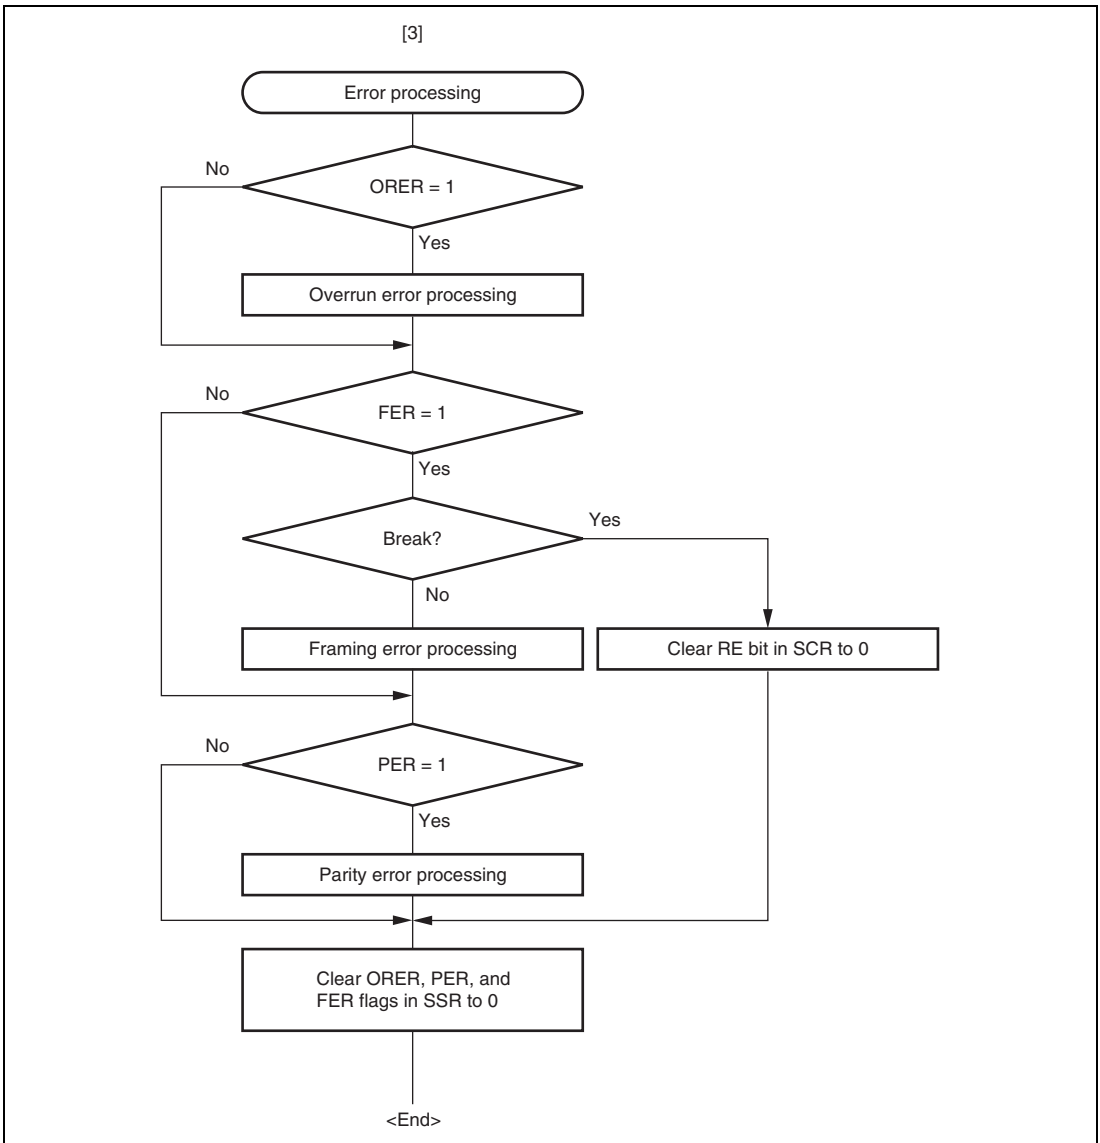 [3]
Error processing
No
ORER = 1
Yes
Overrun error processing
No
FER = 1
Yes
Break?
Yes
No
Framing error processing
Clear RE bit in SCR to 0
No
PER = 1
Yes
Parity error processing
Clear ORER, PER, and
FER flags in SSR to 0
<End>